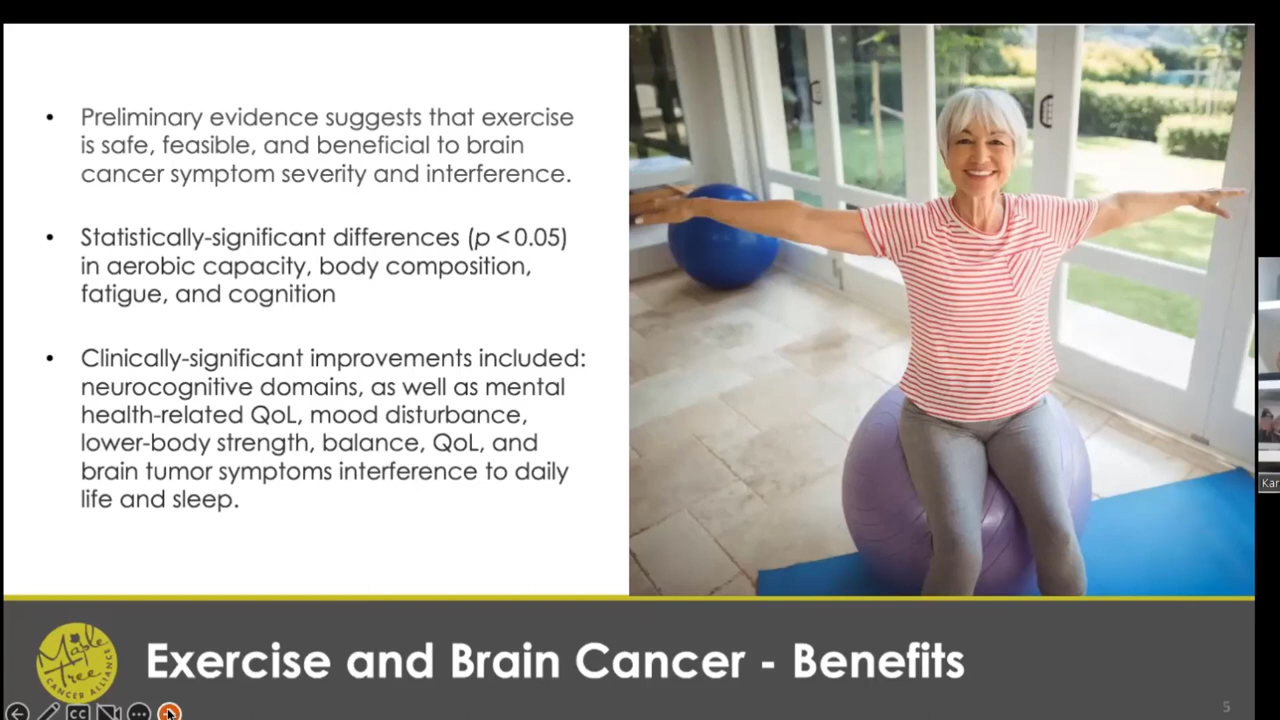 • Preliminary evidence suggests that exercise
is safe, feasible, and beneficial to brain
cancer symptom severity and interference.
• Statistically-significant differences (p < 0.05)
in aerobic capacity, body composition,
fatigue, and cognition
• Clinically-significant improvements included:
neurocognitive domains, as well as mental
health-related QoL, mood disturbance,
lower-body strength, balance, QoL, and
brain tumor symptoms interference to daily
life and sleep.
Kar
Maple
Tree
CANCER ALLIANCE
Exercise and Brain Cancer - Benefits
5
CC